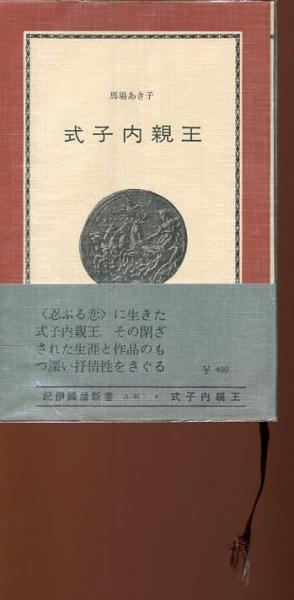 馬場あき子
式子内親王
〈忍ぶる恋〉に生きた
式子内親王 その閉ざ
された生涯と作品のも
つ深い抒情性をさぐる
¥ 400
紀伊國屋新書 A-46 • 式子内親王